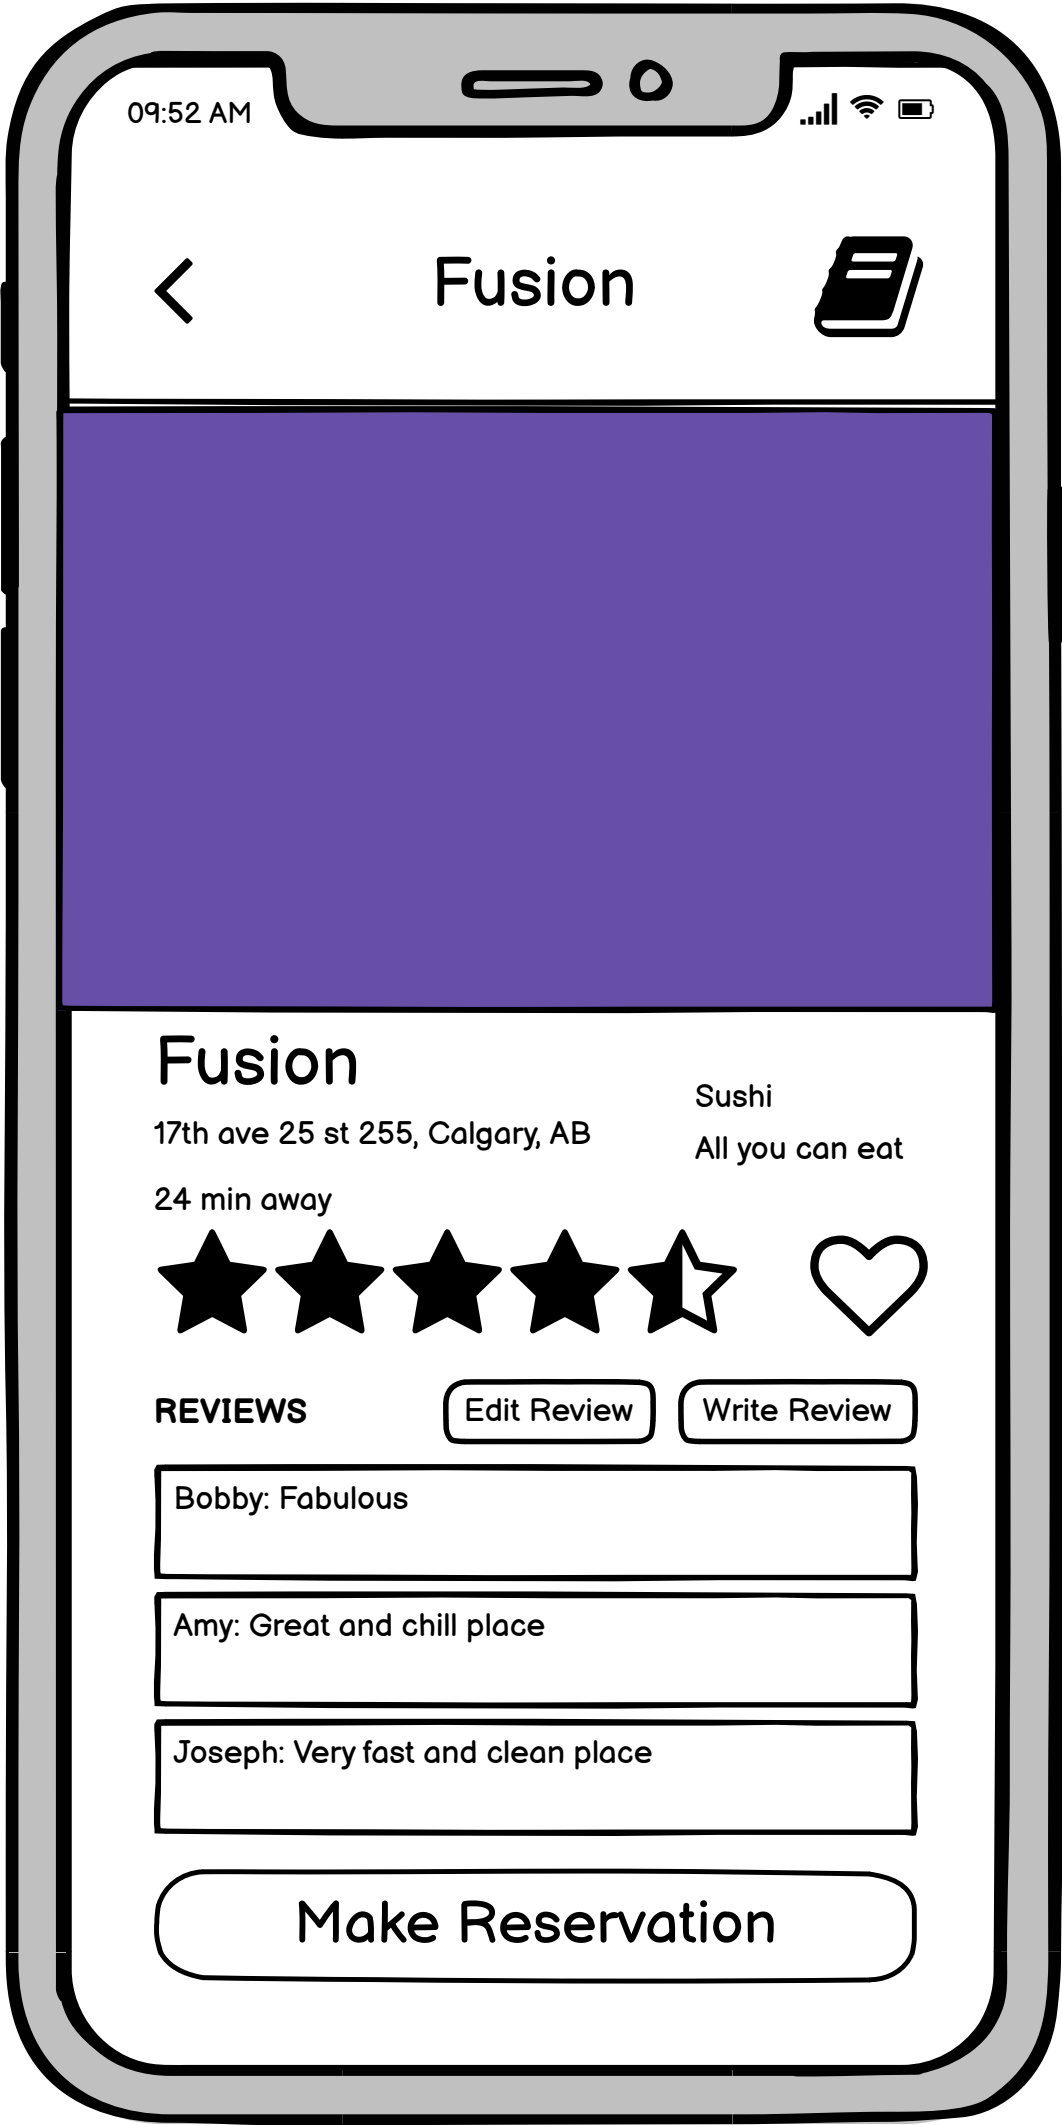 09:52 AM
Fusion
Fusion
17th ave 25 st 255, Calgary, AB
24 min away
Sushi
All you can eat
REVIEWS
Edit Review
Write Review
Bobby: Fabulous
Amy: Great and chill place
Joseph: Very fast and clean place
Make Reservation